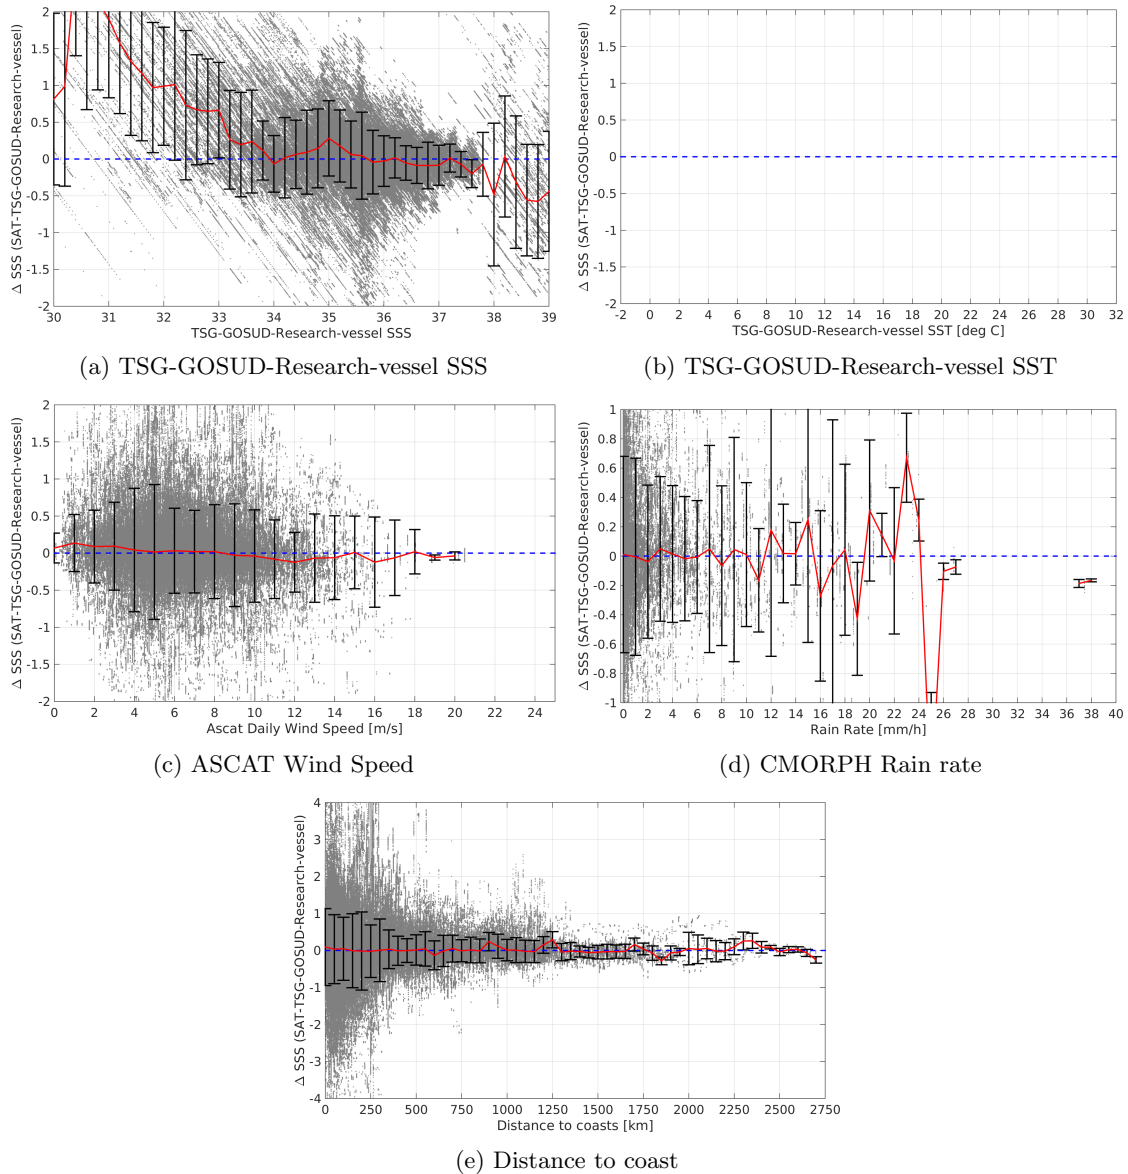 Δ SSS (SAT-TSG-GOSUD-Research-vessel)
2
1.5
1
0.5
0
-0.5
-1
-1.5
-2
30 31 32 33 34 35 36 37 38 39
TSG-GOSUD-Research-vessel SSS
(a) TSG-GOSUD-Research-vessel SSS
Δ SSS (SAT-TSG-GOSUD-Research-vessel)
2
1.5
1
0.5
0
-0.5
-1
-1.5
-2
-2 0 2 4 6 8 10 12 14 16 18 20 22 24 26 28 30 32
TSG-GOSUD-Research-vessel SST [deg C]
(b) TSG-GOSUD-Research-vessel SST
Δ SSS (SAT-TSG-GOSUD-Research-vessel)
2
1.5
1
0.5
0
-0.5
-1
-1.5
-2
0 2 4 6 8 10 12 14 16 18 20 22 24
Ascat Daily Wind Speed [m/s]
(c) ASCAT Wind Speed
Δ SSS (SAT-TSG-GOSUD-Research-vessel)
1
0.8
0.6
0.4
0.2
0
-0.2
-0.4
-0.6
-0.8
-1
0 2 4 6 8 10 12 14 16 18 20 22 24 26 28 30 32 34 36 38 40
Rain Rate [mm/h]
(d) CMORPH Rain rate
Δ SSS (SAT-TSG-GOSUD-Research-vessel)
4
3
2
1
0
-1
-2
-3
-4
0 250 500 750 1000 1250 1500 1750 2000 2250 2500 2750
Distance to coasts [km]
(e) Distance to coast